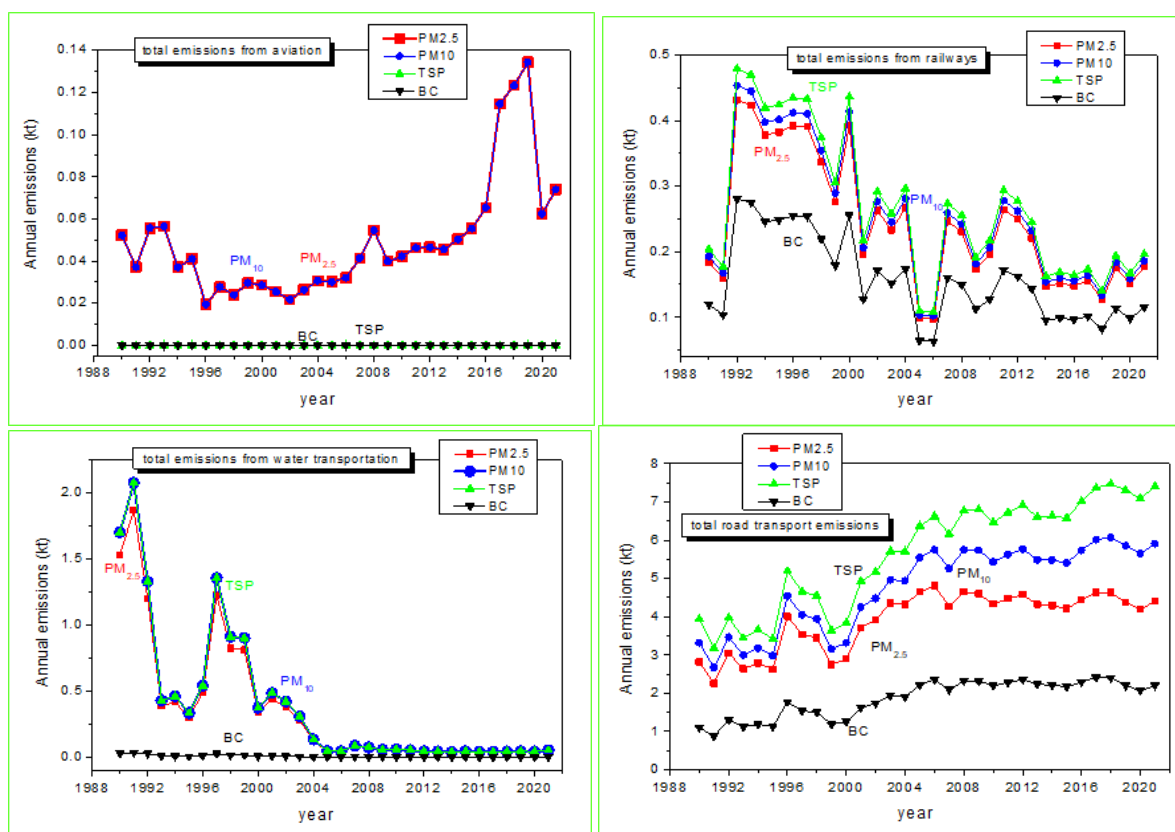 total emissions from aviation
PM2.5
PM10
TSP
BC
Annual emissions (kt)
0.14
0.12
0.10
0.08
0.06
0.04
0.02
0.00
PM10
PM2.5
BC
TSP
1988 1992 1996 2000 2004 2008 2012 2016 2020
year
total emissions from railways
PM2.5
PM10
TSP
BC
Annual emissions (kt)
0.5
0.4
0.3
0.2
0.1
TSP
PM2.5
PM10
BC
1988 1992 1996 2000 2004 2008 2012 2016 2020
year
total emissions from water transportation
PM2.5
PM10
TSP
BC
Annual emissions (kt)
2.0
1.5
1.0
0.5
0.0
PM2.5
TSP
PM10
BC
1988 1992 1996 2000 2004 2008 2012 2016 2020
year
PM2.5
PM10
TSP
BC
total road transport emissions
Annual emissions (kt)
8
7
6
5
4
3
2
1
0
TSP
PM10
PM2.5
BC
1988 1992 1996 2000 2004 2008 2012 2016 2020
year